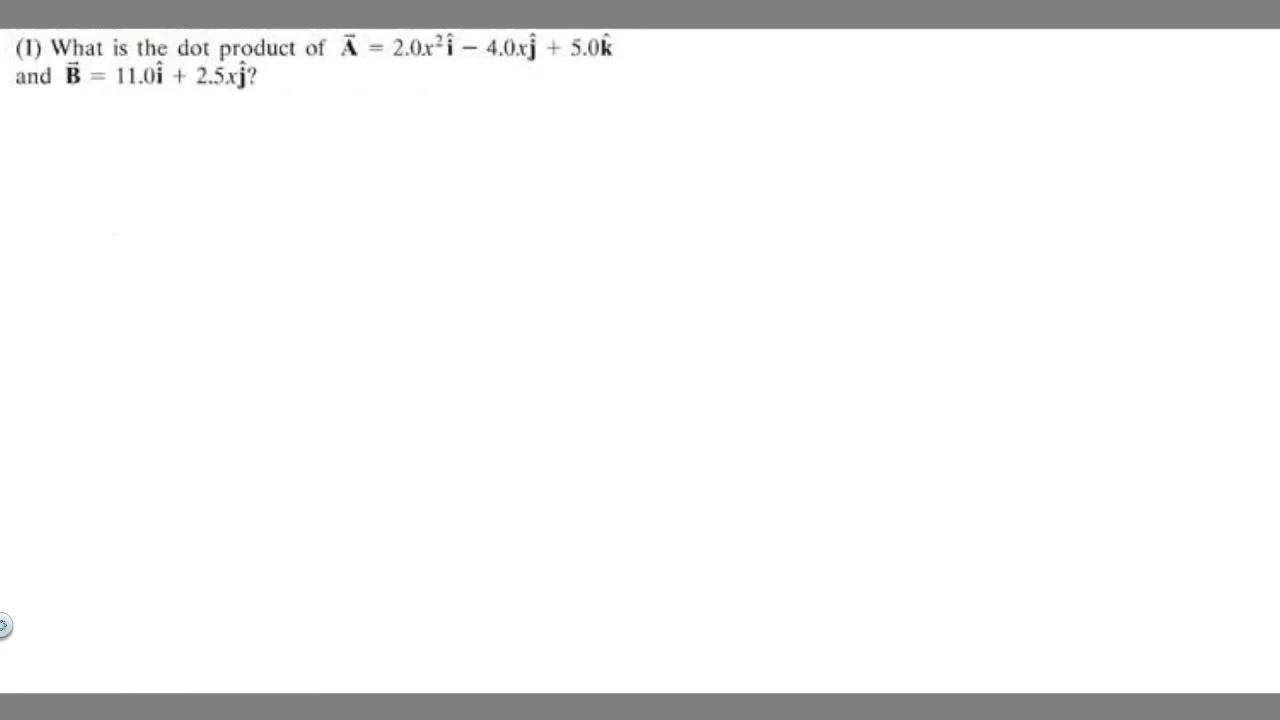 (I) What is the dot product of A⃗ = 2.0x²î − 4.0xĵ + 5.0k̂
and B⃗ = 11.0î + 2.5xĵ?